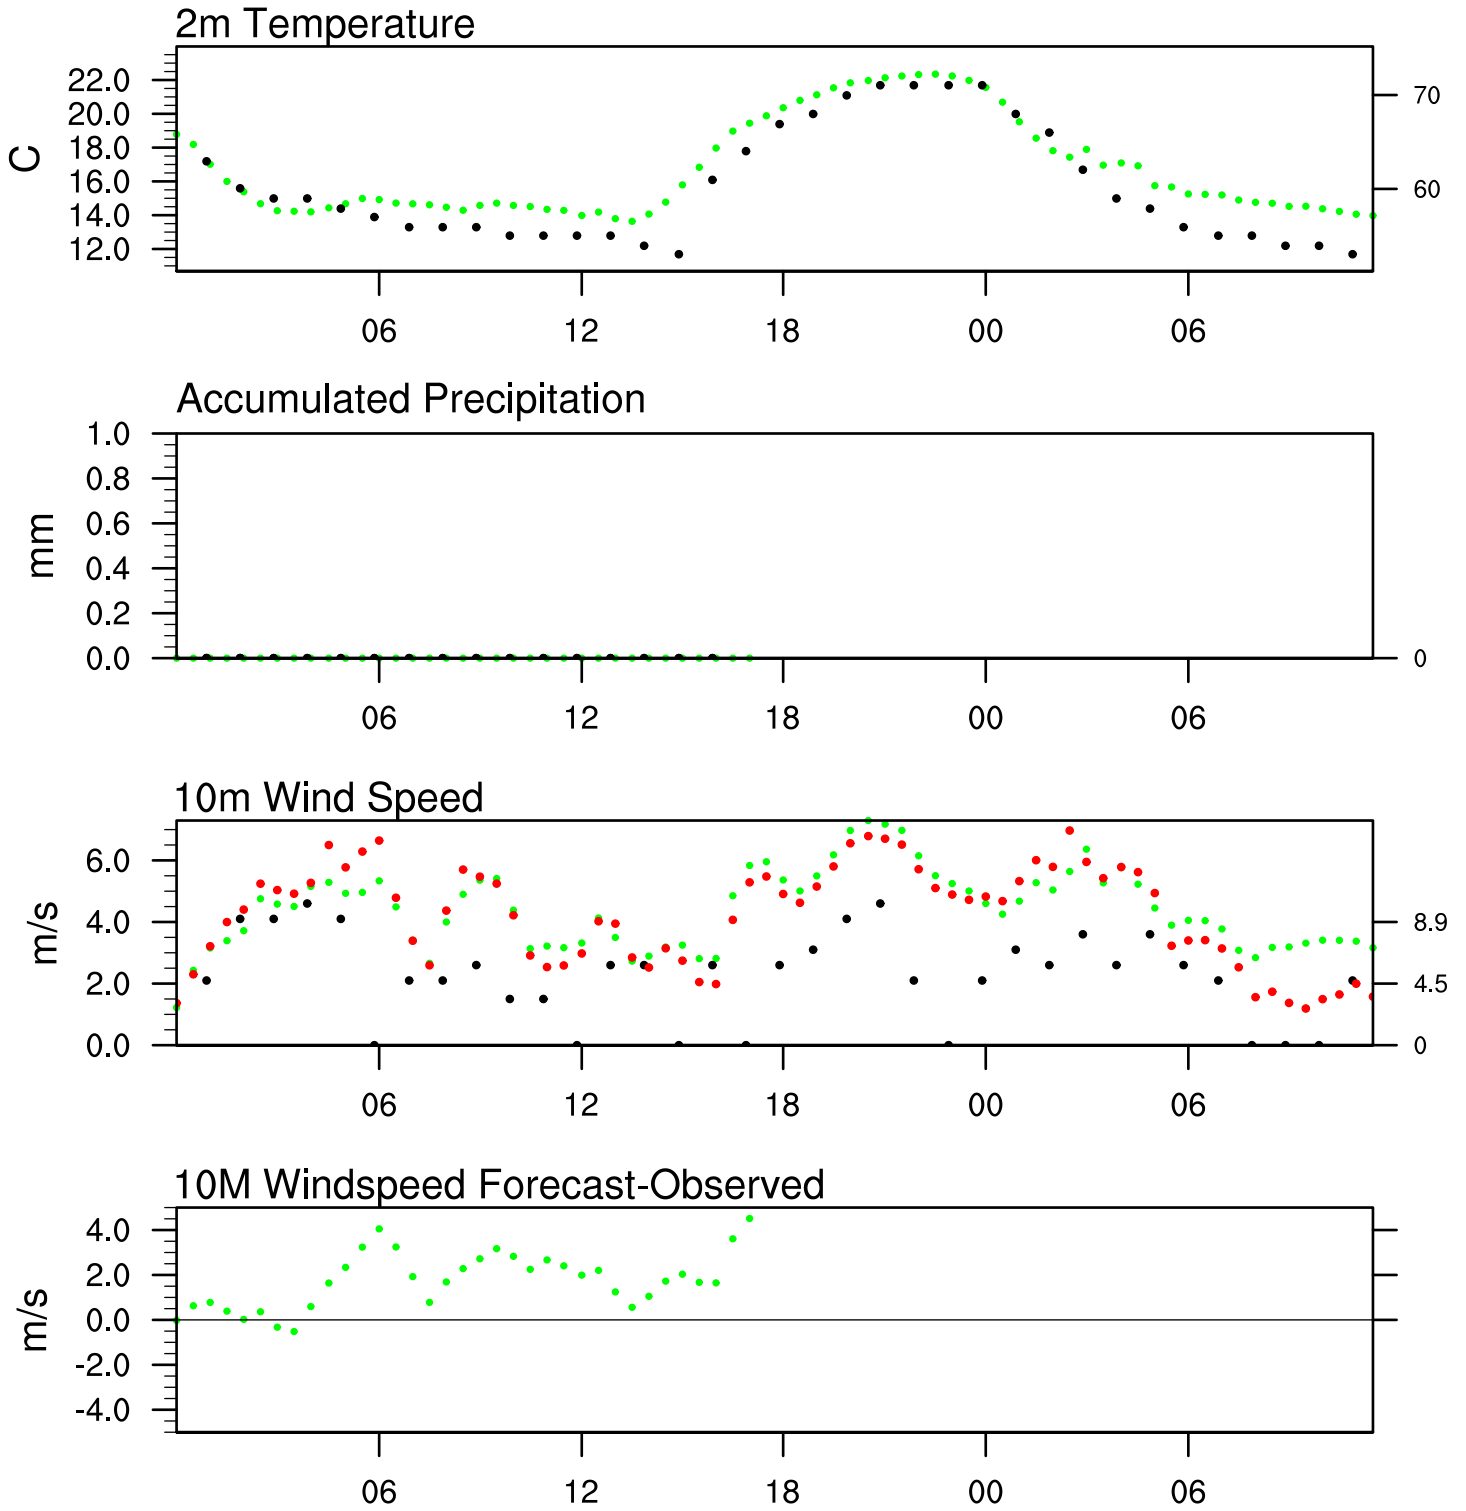 2m Temperature
22.0
20.0
18.0
16.0
14.0
12.0
C
70
60
06 12 18 00 06
Accumulated Precipitation
1.0
0.8
0.6
0.4
0.2
0.0
mm
0
06 12 18 00 06
10m Wind Speed
6.0
4.0
2.0
0.0
m/s
8.9
4.5
0
06 12 18 00 06
10M Windspeed Forecast-Observed
4.0
2.0
0.0
-2.0
-4.0
m/s
06 12 18 00 06